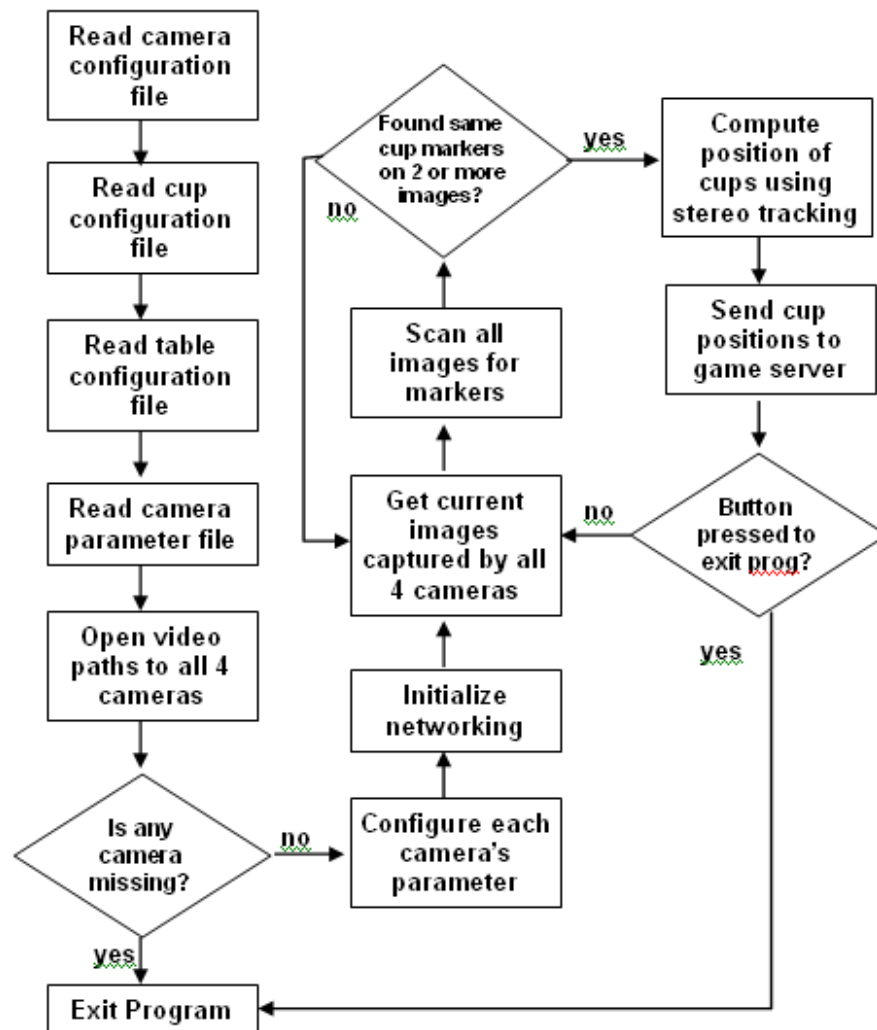 Read camera
configuration
file
Read cup
configuration
file
Read table
configuration
file
Read camera
parameter file
Open video
paths to all 4
cameras
Is any
camera
missing?
yes
Exit Program
no
Configure each
camera's
parameter
Initialize
networking
Get current
images
captured by all
4 cameras
Scan all
images for
markers
Found same
cup markers
on 2 or more
images?
no
yes
Compute
position of
cups using
stereo tracking
Send cup
positions to
game server
Button
pressed to
exit prog?
no
yes